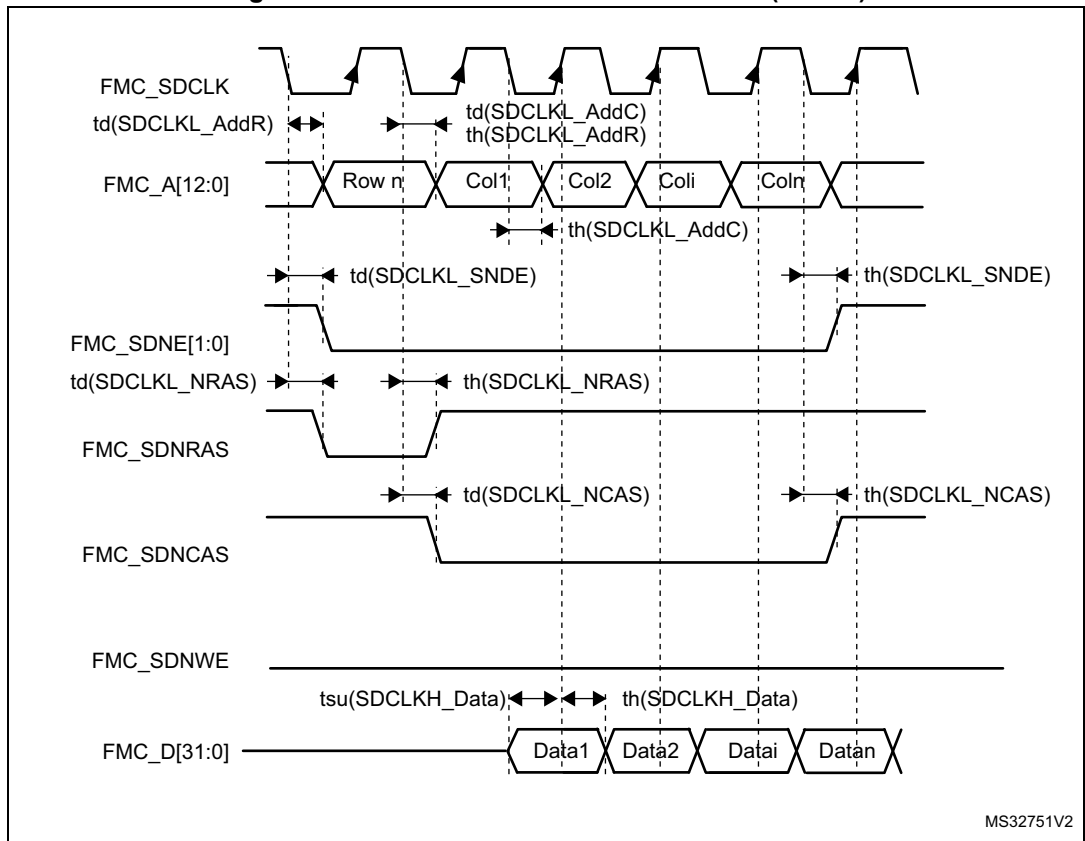 FMC_SDCLK
td(SDCLKL_AddR)
td(SDCLKL_AddC)
th(SDCLKL_AddR)
FMC_A[12:0]
Row n
Col1
Col2
Coli
Coln
th(SDCLKL_AddC)
td(SDCLKL_SNDE)
th(SDCLKL_SNDE)
FMC_SDNE[1:0]
td(SDCLKL_NRAS)
th(SDCLKL_NRAS)
FMC_SDNRAS
td(SDCLKL_NCAS)
th(SDCLKL_NCAS)
FMC_SDNCAS
FMC_SDNWE
tsu(SDCLKH_Data)
th(SDCLKH_Data)
FMC_D[31:0]
Data1
Data2
Datai
Datan
MS32751V2